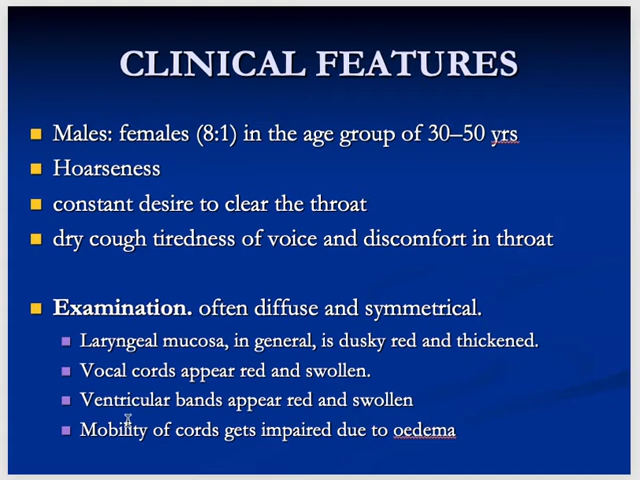 CLINICAL FEATURES
Males: females (8:1) in the age group of 30–50 yrs
Hoarseness
constant desire to clear the throat
dry cough tiredness of voice and discomfort in throat
Examination. often diffuse and symmetrical.
Laryngeal mucosa, in general, is dusky red and thickened.
Vocal cords appear red and swollen.
Ventricular bands appear red and swollen
Mobility of cords gets impaired due to oedema